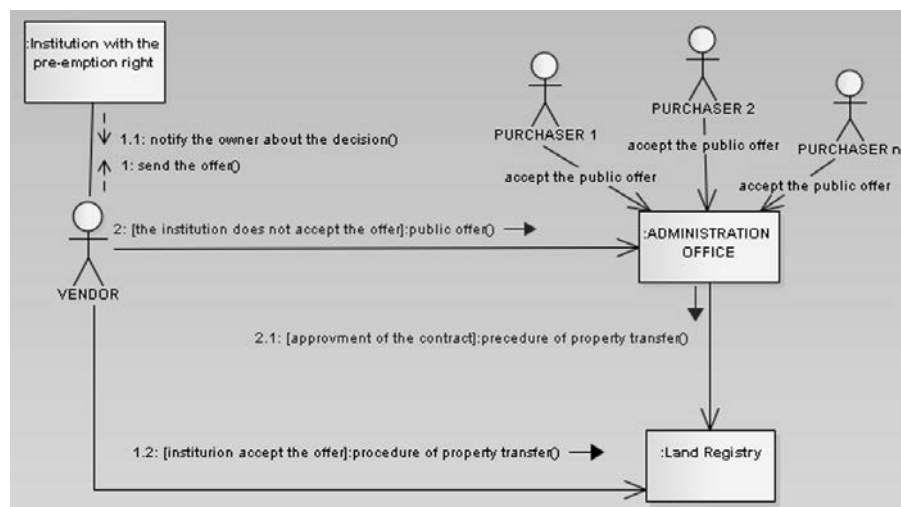 :Institution with the
pre-emption right
1.1: notify the owner about the decision()
1: send the offer()
PURCHASER 1
PURCHASER 2
PURCHASER n
accept the public offer
accept the public offer
accept the public offer
2: [the institution does not accept the offer]:public offer()
:ADMINISTRATION
OFFICE
VENDOR
2.1: [approvment of the contract]:precedure of property transfer()
1.2: [institurion accept the offer]:procedure of property transfer()
:Land Registry